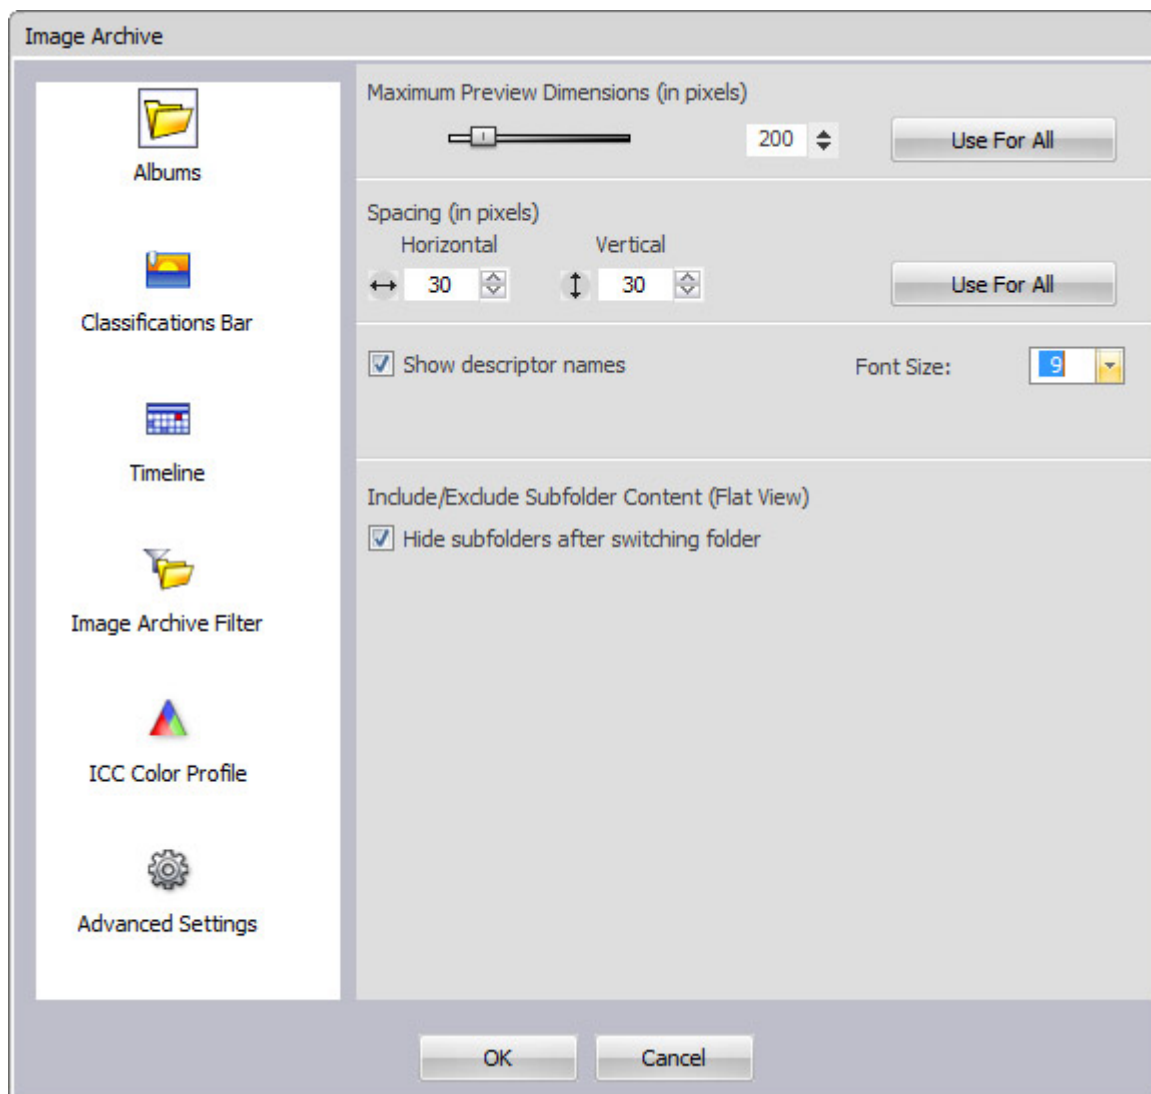 Image Archive
Albums
Classifications Bar
Timeline
Image Archive Filter
ICC Color Profile
Advanced Settings
Maximum Preview Dimensions (in pixels)
200 Use For All
Spacing (in pixels)
Horizontal Vertical
30 30 Use For All
Show descriptor names Font Size: 9
Include/Exclude Subfolder Content (Flat View)
Hide subfolders after switching folder
OK Cancel